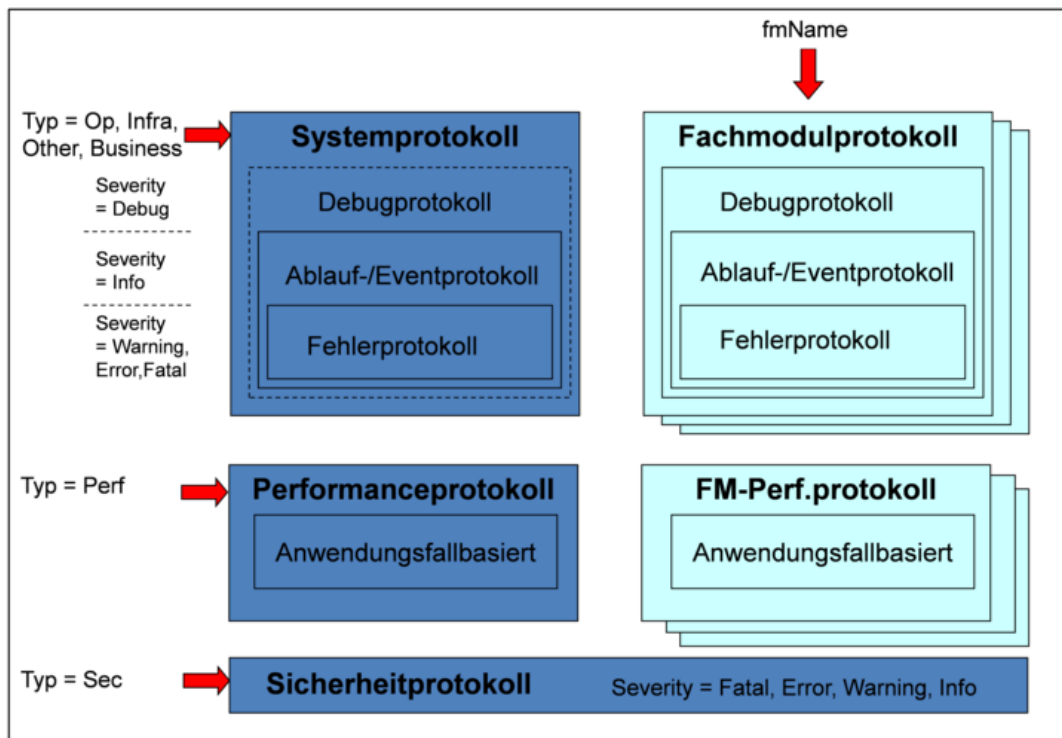 fmName
Typ = Op, Infra,
Other, Business
Systemprotokoll
Fachmodulprotokoll
Severity
= Debug
Debugprotokoll
Debugprotokoll
Severity
= Info
Ablauf-/Eventprotokoll
Ablauf-/Eventprotokoll
Severity
= Warning,
Error,Fatal
Fehlerprotokoll
Fehlerprotokoll
Typ = Perf
Performanceprotokoll
FM-Perf.protokoll
Anwendungsfallbasiert
Anwendungsfallbasiert
Typ = Sec
Sicherheitprotokoll
Severity = Fatal, Error, Warning, Info